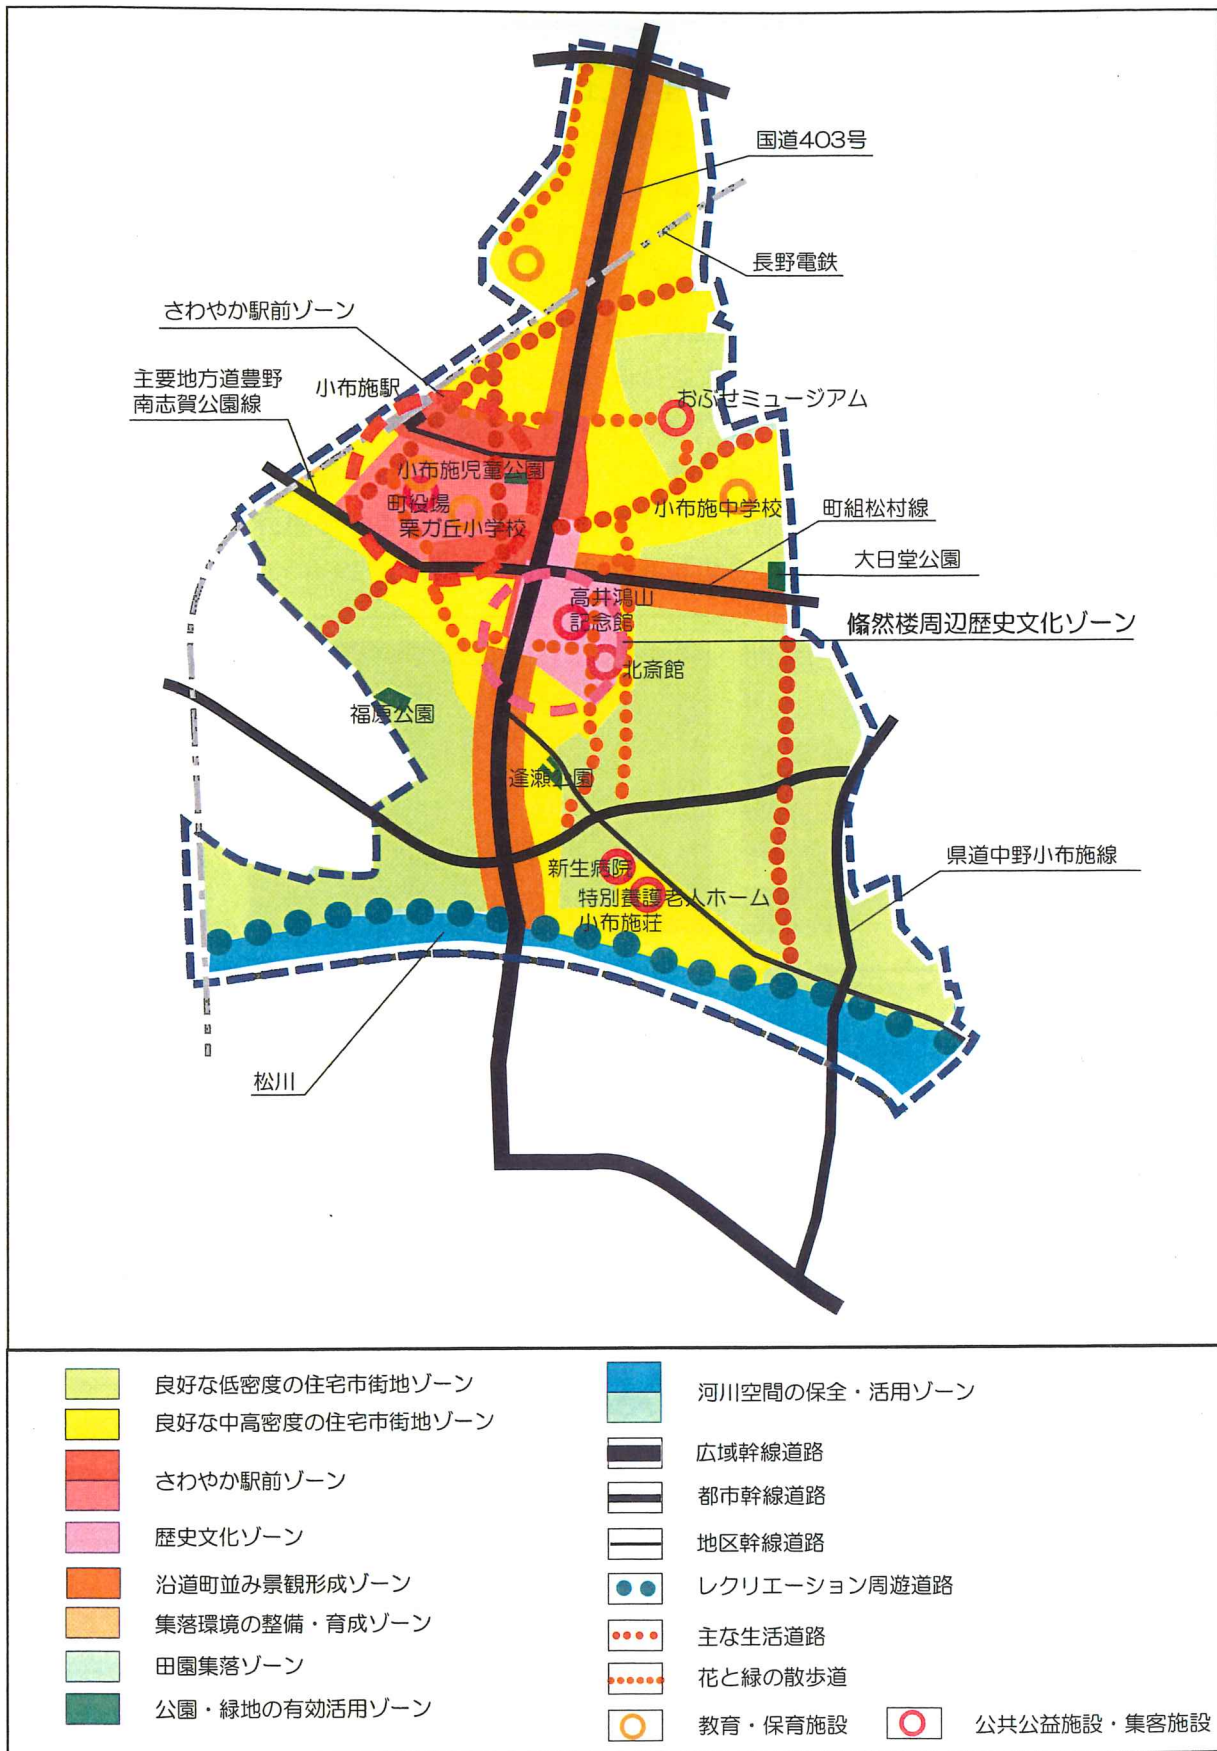 国道403号
長野電鉄
さわやか駅前ゾーン
主要地方道豊野
南志賀公園線
小布施駅
おぶせミュージアム
小布施児童公園
町役場
栗ガ丘小学校
小布施中学校
町組松村線
大日堂公園
高井鴻山
記念館
翛然楼周辺歴史文化ゾーン
北斎館
福原公園
逢瀬公園
新生病院
特別養護老人ホーム
小布施荘
県道中野小布施線
松川
良好な低密度の住宅市街地ゾーン
良好な中高密度の住宅市街地ゾーン
さわやか駅前ゾーン
歴史文化ゾーン
沿道町並み景観形成ゾーン
集落環境の整備・育成ゾーン
田園集落ゾーン
公園・緑地の有効活用ゾーン
河川空間の保全・活用ゾーン
広域幹線道路
都市幹線道路
地区幹線道路
レクリエーション周遊道路
主な生活道路
花と緑の散歩道
教育・保育施設
公共公益施設・集客施設